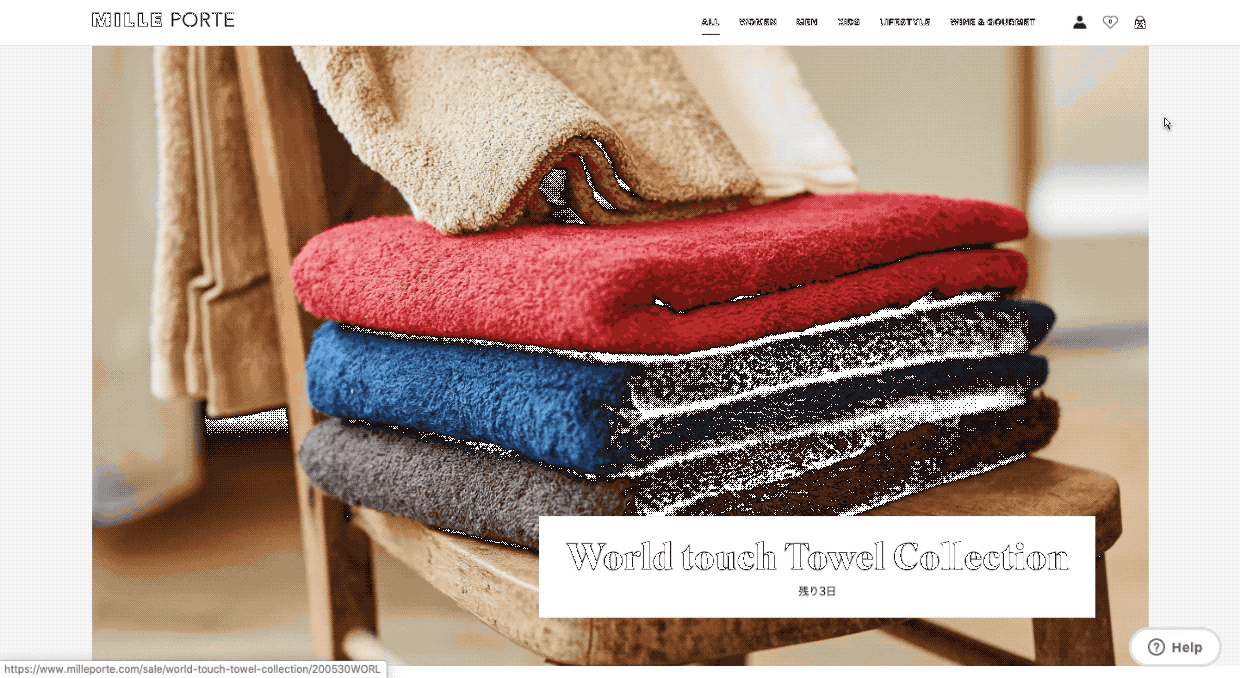 MILLE PORTE
ALL WOMEN MEN KIDS LIFESTYLE WINE & GOURMET
0
World touch Towel Collection
残り3日
Help
https://www.milleporte.com/sale/world-touch-towel-collection/200530WORL